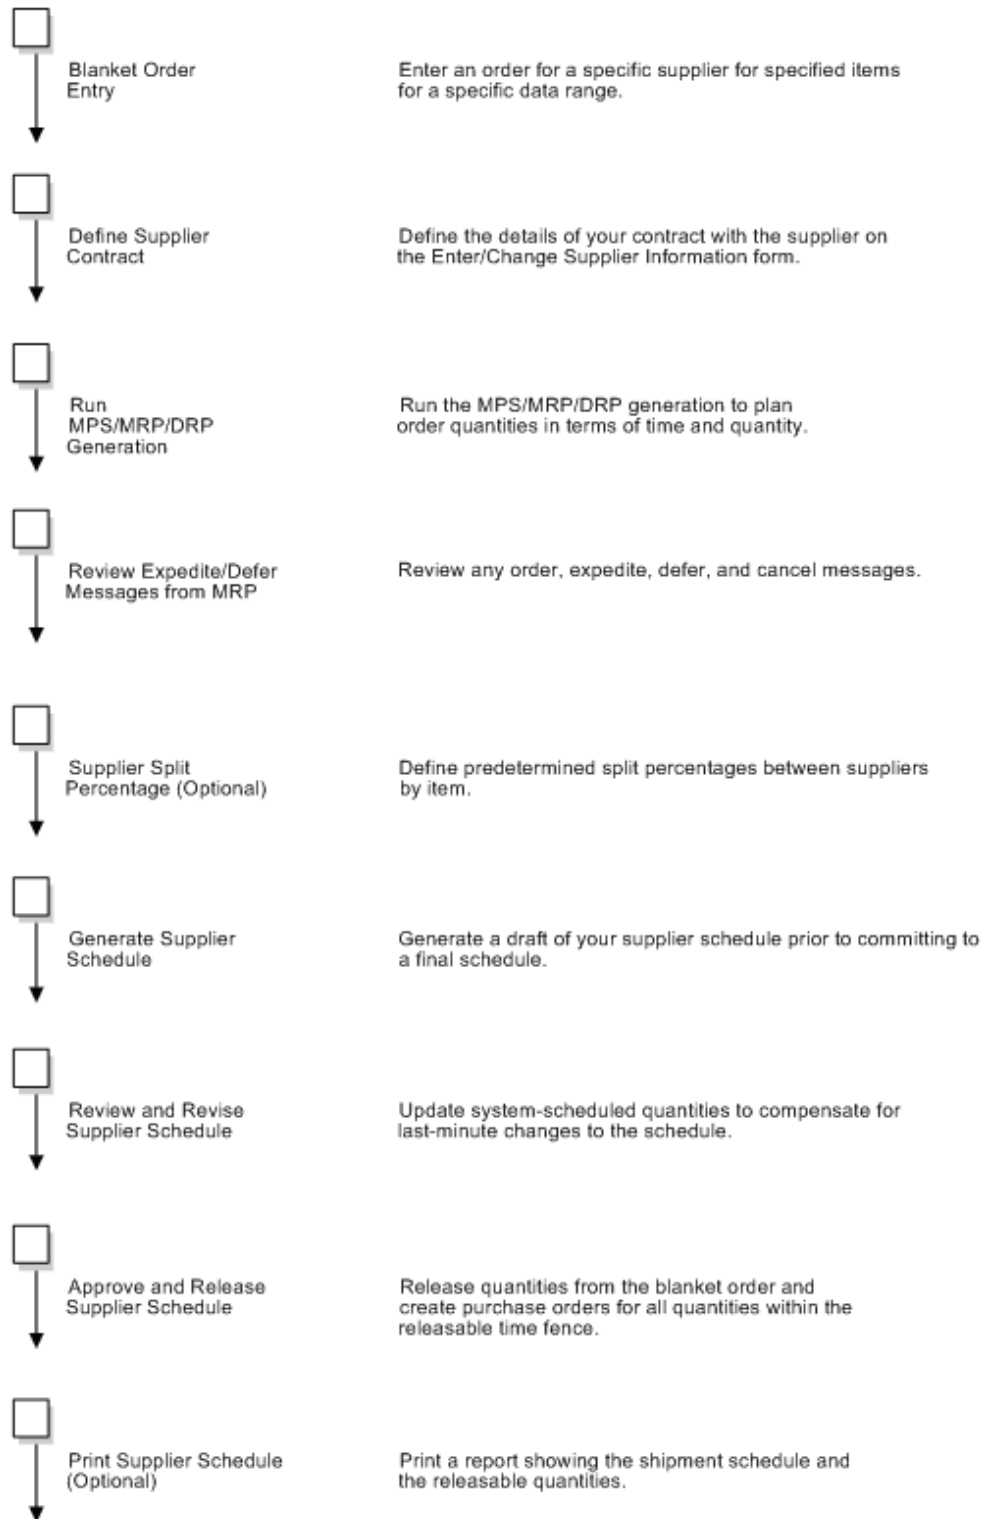 Blanket Order
Entry
Enter an order for a specific supplier for specified items
for a specific data range.
Define Supplier
Contract
Define the details of your contract with the supplier on
the Enter/Change Supplier Information form.
Run
MPS/MRP/DRP
Generation
Run the MPS/MRP/DRP generation to plan
order quantities in terms of time and quantity.
Review Expedite/Defer
Messages from MRP
Review any order, expedite, defer, and cancel messages.
Supplier Split
Percentage (Optional)
Define predetermined split percentages between suppliers
by item.
Generate Supplier
Schedule
Generate a draft of your supplier schedule prior to committing to
a final schedule.
Review and Revise
Supplier Schedule
Update system-scheduled quantities to compensate for
last-minute changes to the schedule.
Approve and Release
Supplier Schedule
Release quantities from the blanket order and
create purchase orders for all quantities within the
releasable time fence.
Print Supplier Schedule
(Optional)
Print a report showing the shipment schedule and
the releasable quantities.